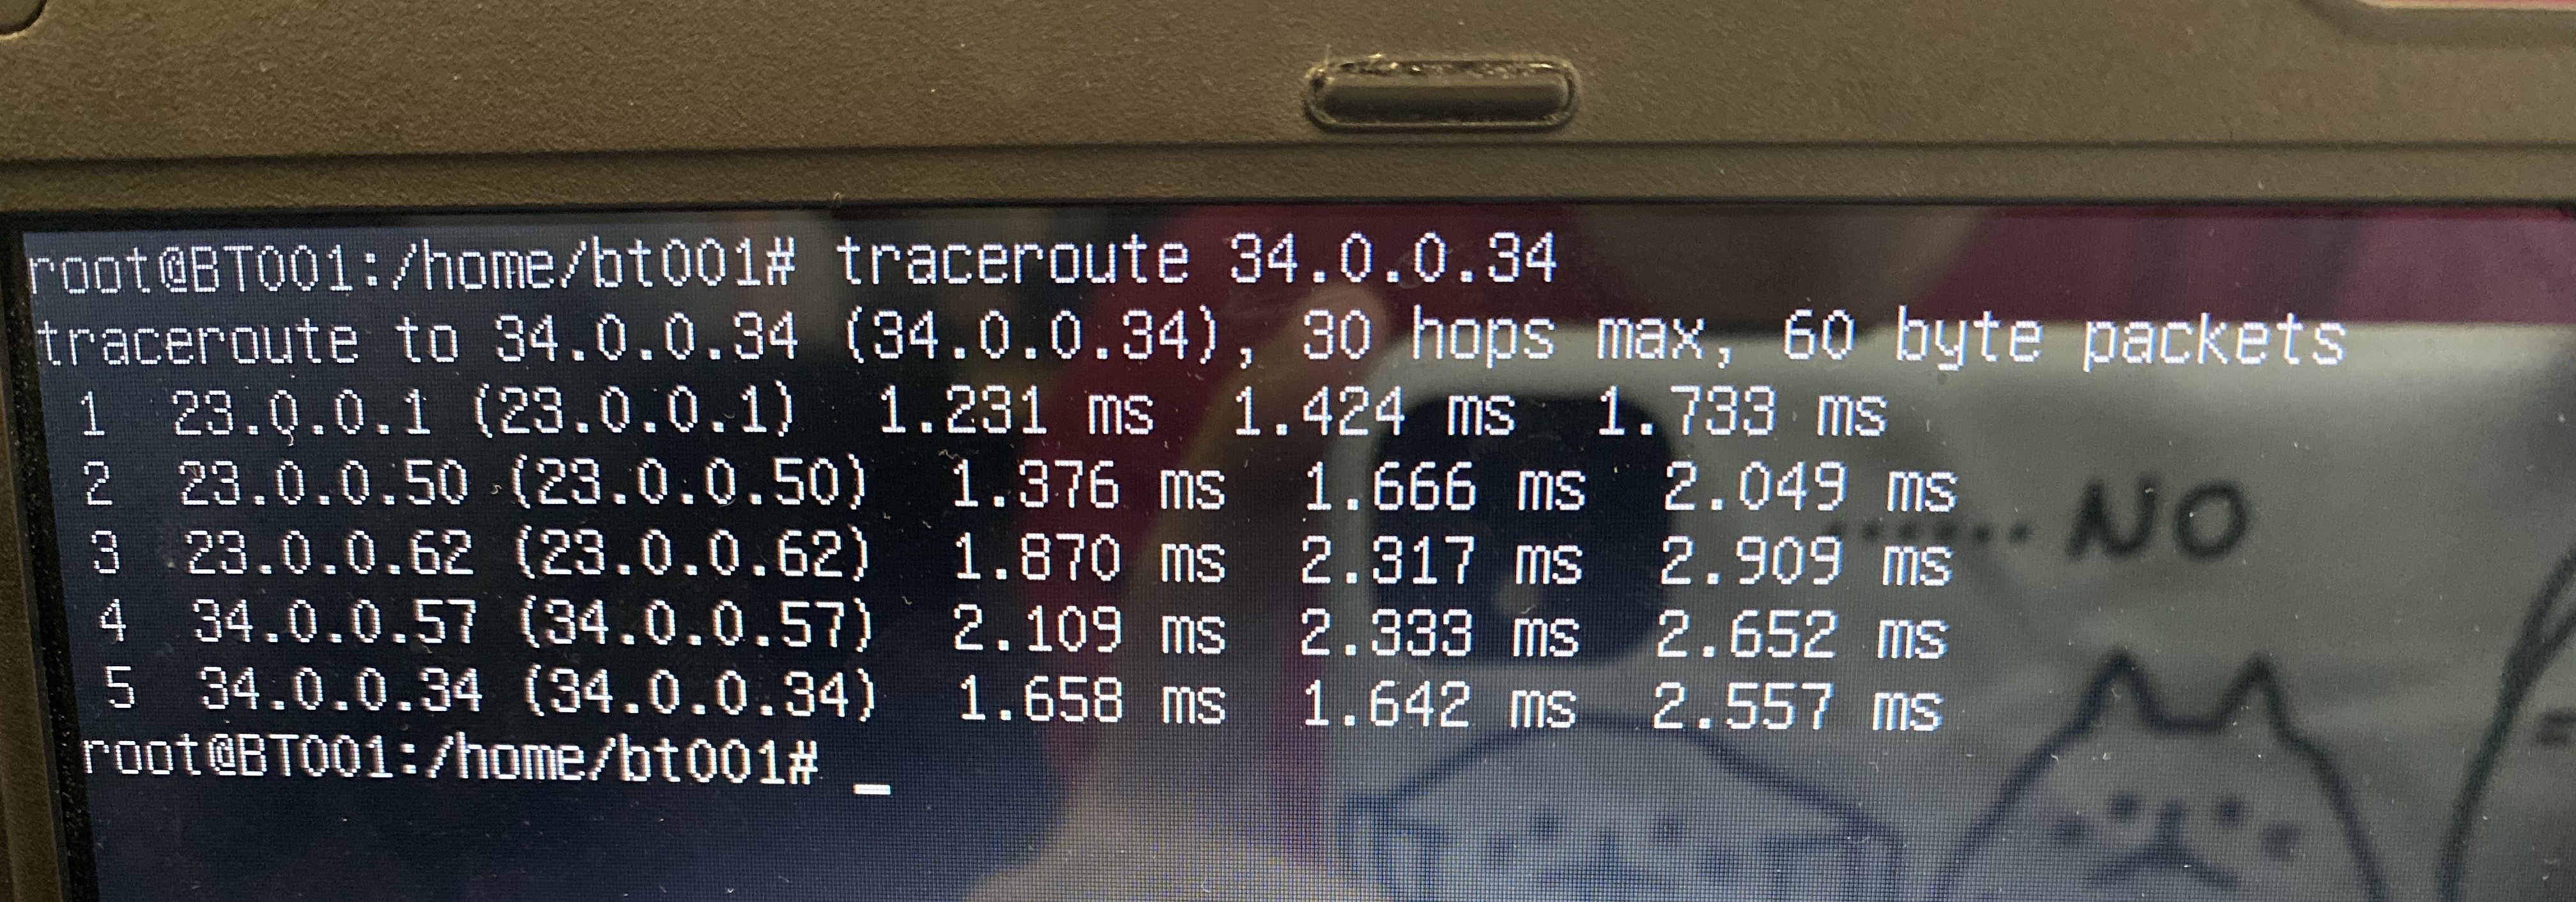 root@BT001:/home/bt001# traceroute 34.0.0.34
traceroute to 34.0.0.34 (34.0.0.34), 30 hops max, 60 byte packets
1 23.0.0.1 (23.0.0.1) 1.231 ms 1.424 ms 1.733 ms
2 23.0.0.50 (23.0.0.50) 1.376 ms 1.666 ms 2.049 ms
3 23.0.0.62 (23.0.0.62) 1.870 ms 2.317 ms 2.909 ms
4 34.0.0.57 (34.0.0.57) 2.109 ms 2.333 ms 2.652 ms
5 34.0.0.34 (34.0.0.34) 1.658 ms 1.642 ms 2.557 ms
root@BT001:/home/bt001# _
...... NO